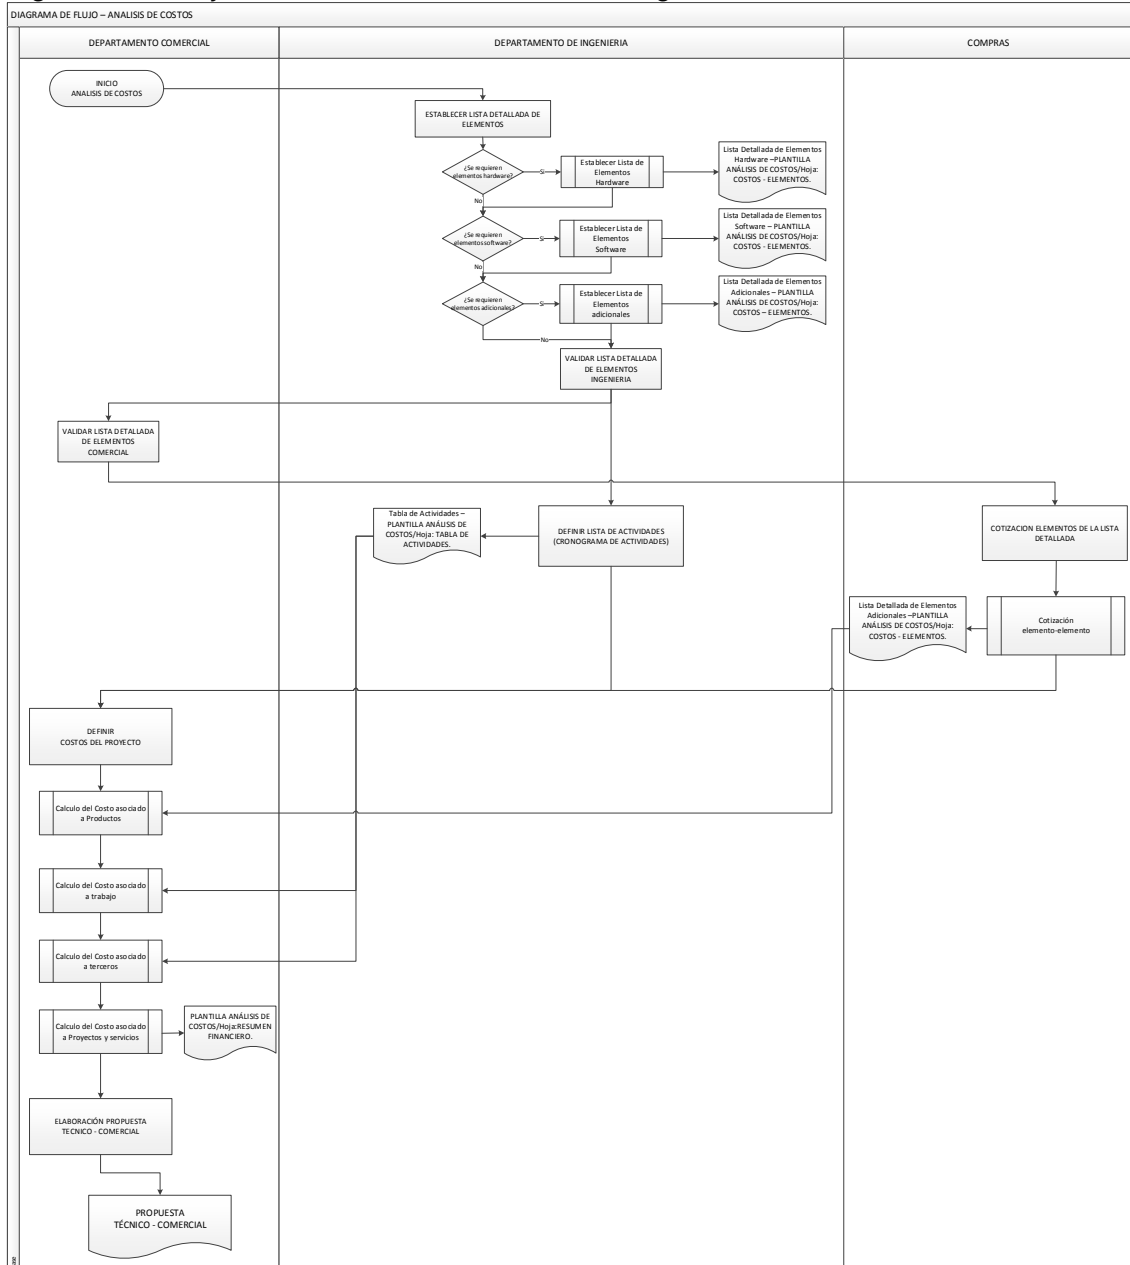 DIAGRAMA DE FLUJO – ANALISIS DE COSTOS
DEPARTAMENTO COMERCIAL
DEPARTAMENTO DE INGENIERIA
COMPRAS
INICIO
ANALISIS DE COSTOS
ESTABLECER LISTA DETALLADA DE
ELEMENTOS
¿Se requieren
elementos hardware?
Si
Establecer Lista de
Elementos
Hardware
Lista Detallada de Elementos
Hardware –PLANTILLA
ANÁLISIS DE COSTOS/Hoja:
COSTOS - ELEMENTOS.
No
¿Se requieren
elementos software?
Si
Establecer Lista de
Elementos
Software
Lista Detallada de Elementos
Software – PLANTILLA
ANÁLISIS DE COSTOS/Hoja:
COSTOS - ELEMENTOS.
No
¿Se requieren
elementos adicionales?
Si
Establecer Lista de
Elementos
adicionales
Lista Detallada de Elementos
Adicionales – PLANTILLA
ANÁLISIS DE COSTOS/Hoja:
COSTOS – ELEMENTOS.
No
VALIDAR LISTA DETALLADA
DE ELEMENTOS
INGENIERIA
VALIDAR LISTA DETALLADA
DE ELEMENTOS
COMERCIAL
Tabla de Actividades –
PLANTILLA ANÁLISIS DE
COSTOS/Hoja: TABLA DE
ACTIVIDADES.
DEFINIR LISTA DE ACTIVIDADES
(CRONOGRAMA DE ACTIVIDADES)
COTIZACION ELEMENTOS DE LA LISTA
DETALLADA
Lista Detallada de Elementos
Adicionales –PLANTILLA
ANÁLISIS DE COSTOS/Hoja:
COSTOS - ELEMENTOS.
Cotización
elemento-elemento
DEFINIR
COSTOS DEL PROYECTO
Calculo del Costo asociado
a Productos
Calculo del Costo asociado
a trabajo
Calculo del Costo asociado
a terceros
Calculo del Costo asociado
a Proyectos y servicios
PLANTILLA ANÁLISIS DE
COSTOS/Hoja:RESUMEN
FINANCIERO.
ELABORACIÓN PROPUESTA
TECNICO - COMERCIAL
PROPUESTA
TÉCNICO - COMERCIAL